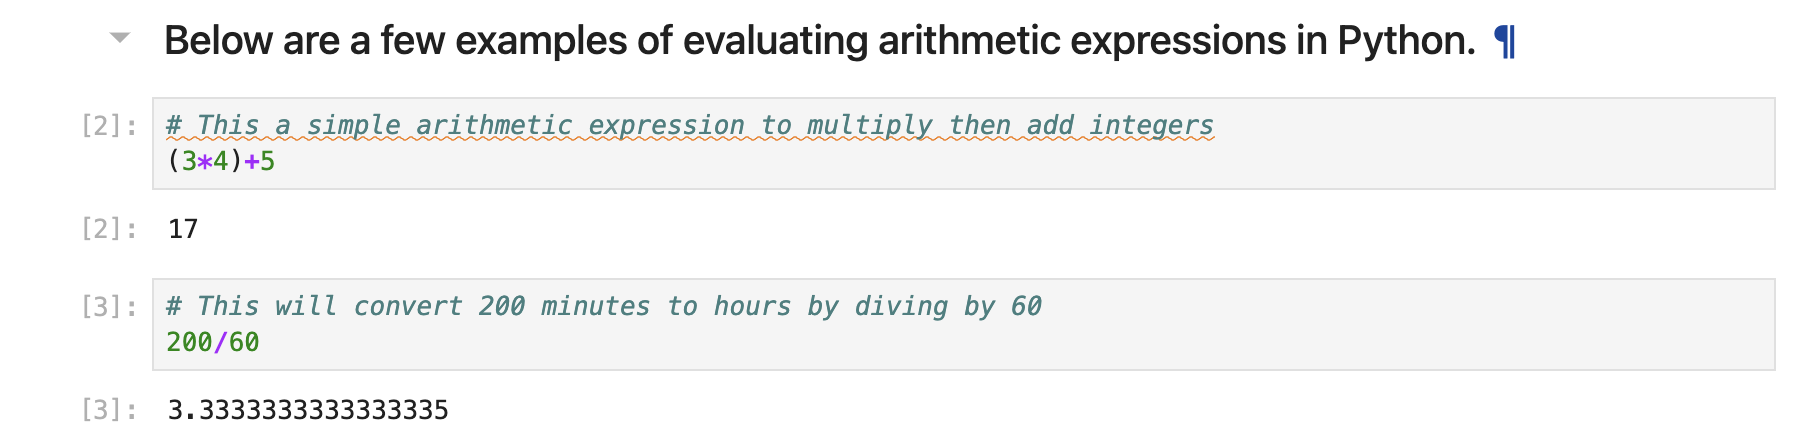 Below are a few examples of evaluating arithmetic expressions in Python. ¶
[2]: # This a simple arithmetic expression to multiply then add integers
(3*4)+5
[2]: 17
[3]: # This will convert 200 minutes to hours by diving by 60
200/60
[3]: 3.3333333333333335